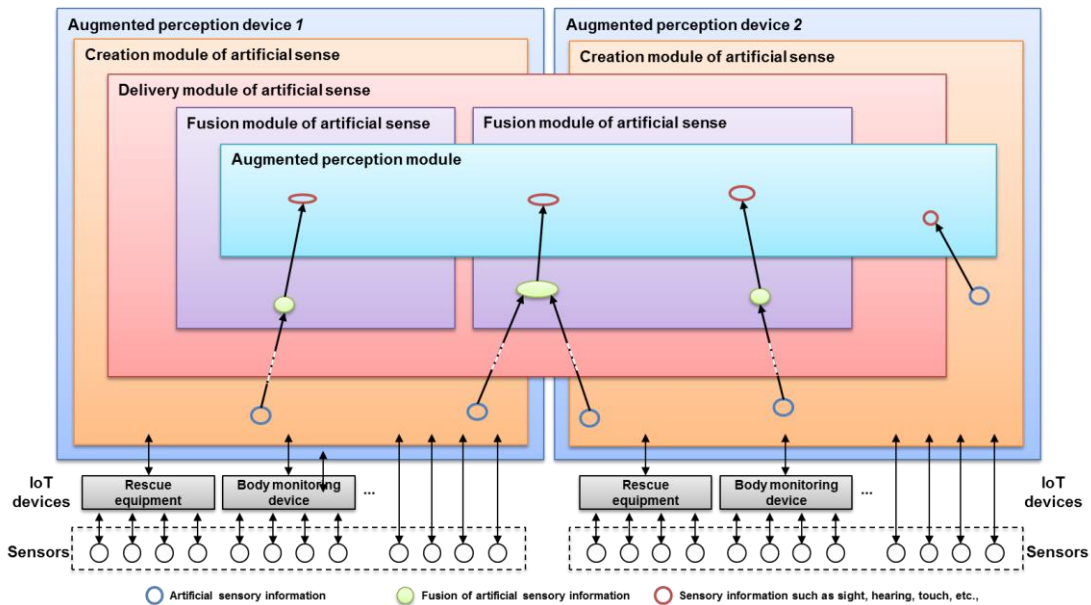 Augmented perception device 1
Augmented perception device 2
Creation module of artificial sense
Creation module of artificial sense
Delivery module of artificial sense
Fusion module of artificial sense
Fusion module of artificial sense
Augmented perception module
IoT
devices
Rescue
equipment
Body monitoring
device
...
Rescue
equipment
Body monitoring
device
...
IoT
devices
Sensors
Sensors
Artificial sensory information
Fusion of artificial sensory information
Sensory information such as sight, hearing, touch, etc.,